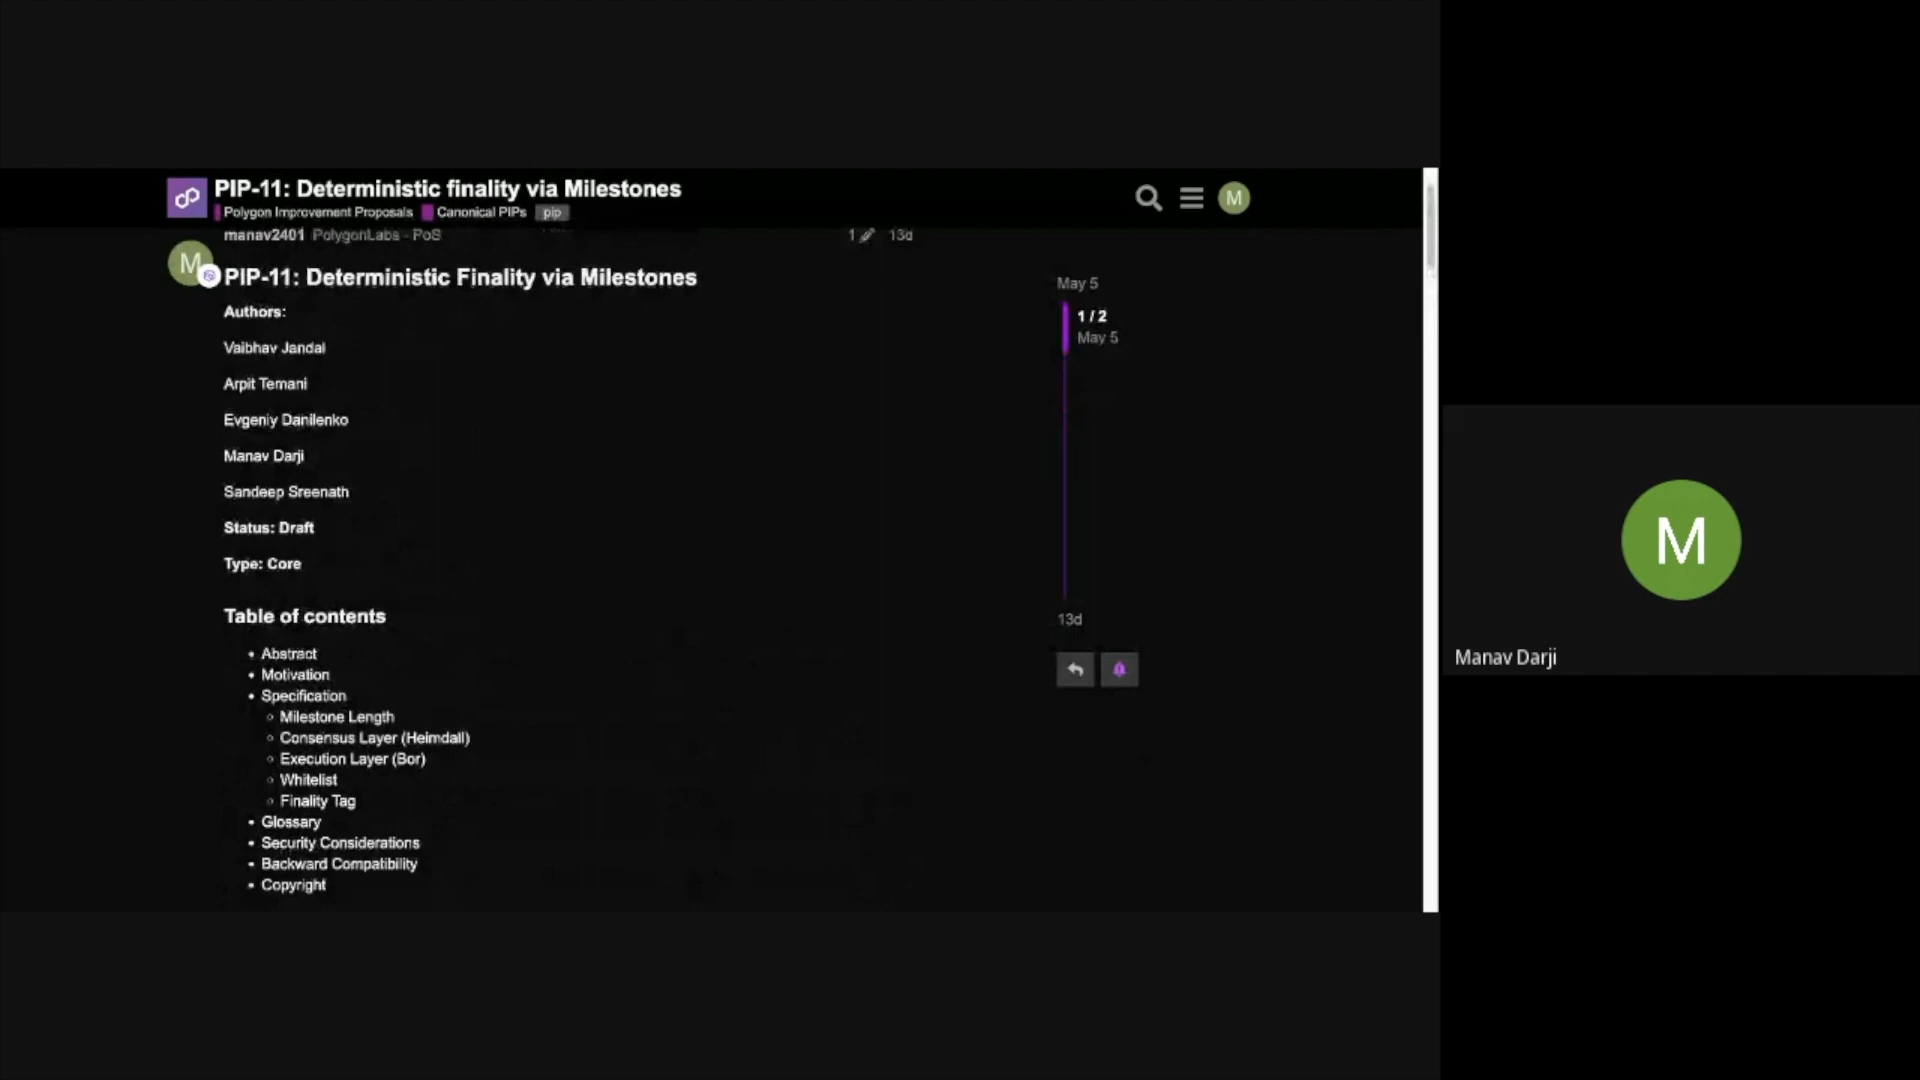 PIP-11: Deterministic finality via Milestones
Polygon Improvement Proposals Canonical PIPs pip
M
manav2401 PolygonLabs - PoS 1 13d
M
PIP-11: Deterministic Finality via Milestones
Authors:
Vaibhav Jandal
Arpit Temani
Evgeniy Danilenko
Manav Darji
Sandeep Sreenath
Status: Draft
Type: Core
Table of contents
• Abstract
• Motivation
• Specification
◦ Milestone Length
◦ Consensus Layer (Heimdall)
◦ Execution Layer (Bor)
◦ Whitelist
◦ Finality Tag
• Glossary
• Security Considerations
• Backward Compatibility
• Copyright
May 5
1 / 2
May 5
13d
M
Manav Darji